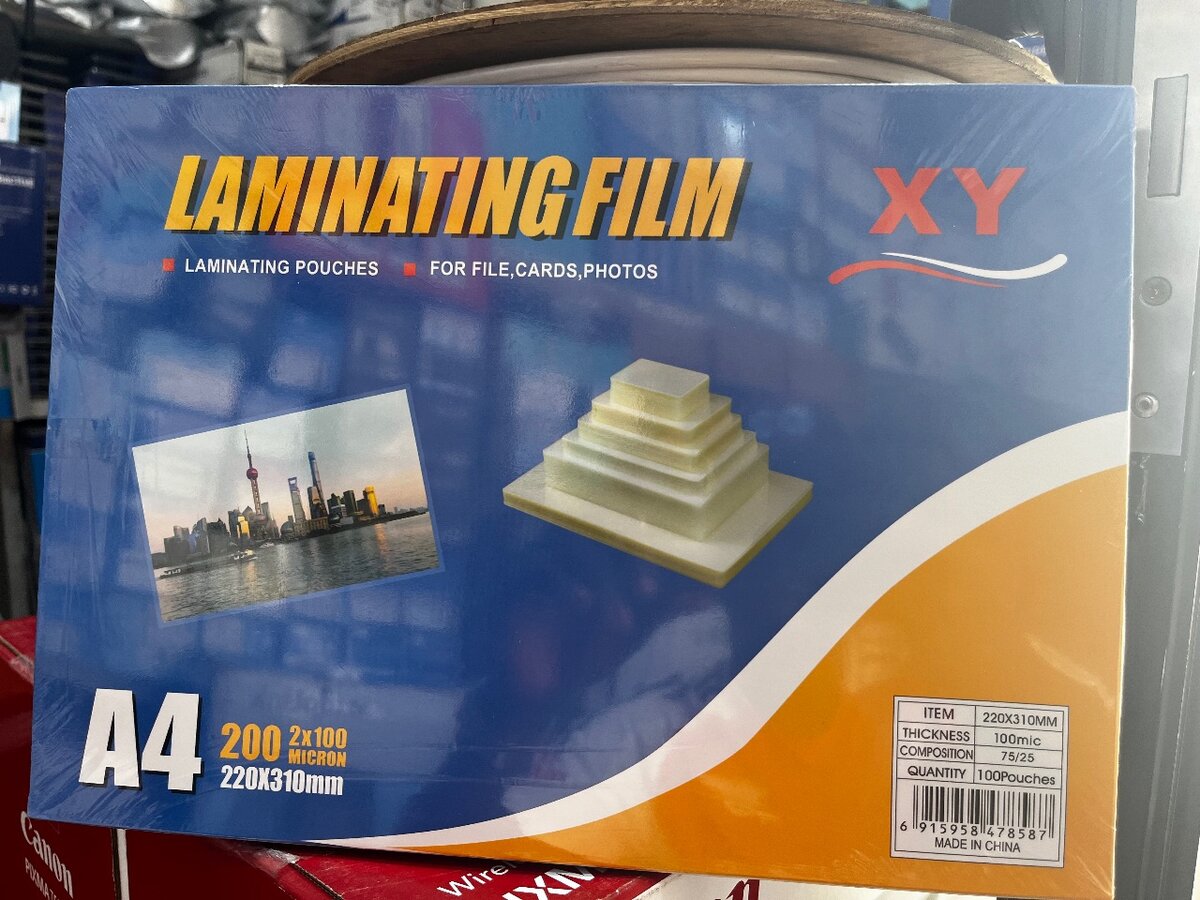 LAMINATING FILM
XY
LAMINATING POUCHES
FOR FILE,CARDS,PHOTOS
A4
200 2x100
MICRON
220X310mm
ITEM 220X310MM
THICKNESS 100mic
COMPOSITION 75/25
QUANTITY 100Pouches
6 915958 478587
MADE IN CHINA
Canon